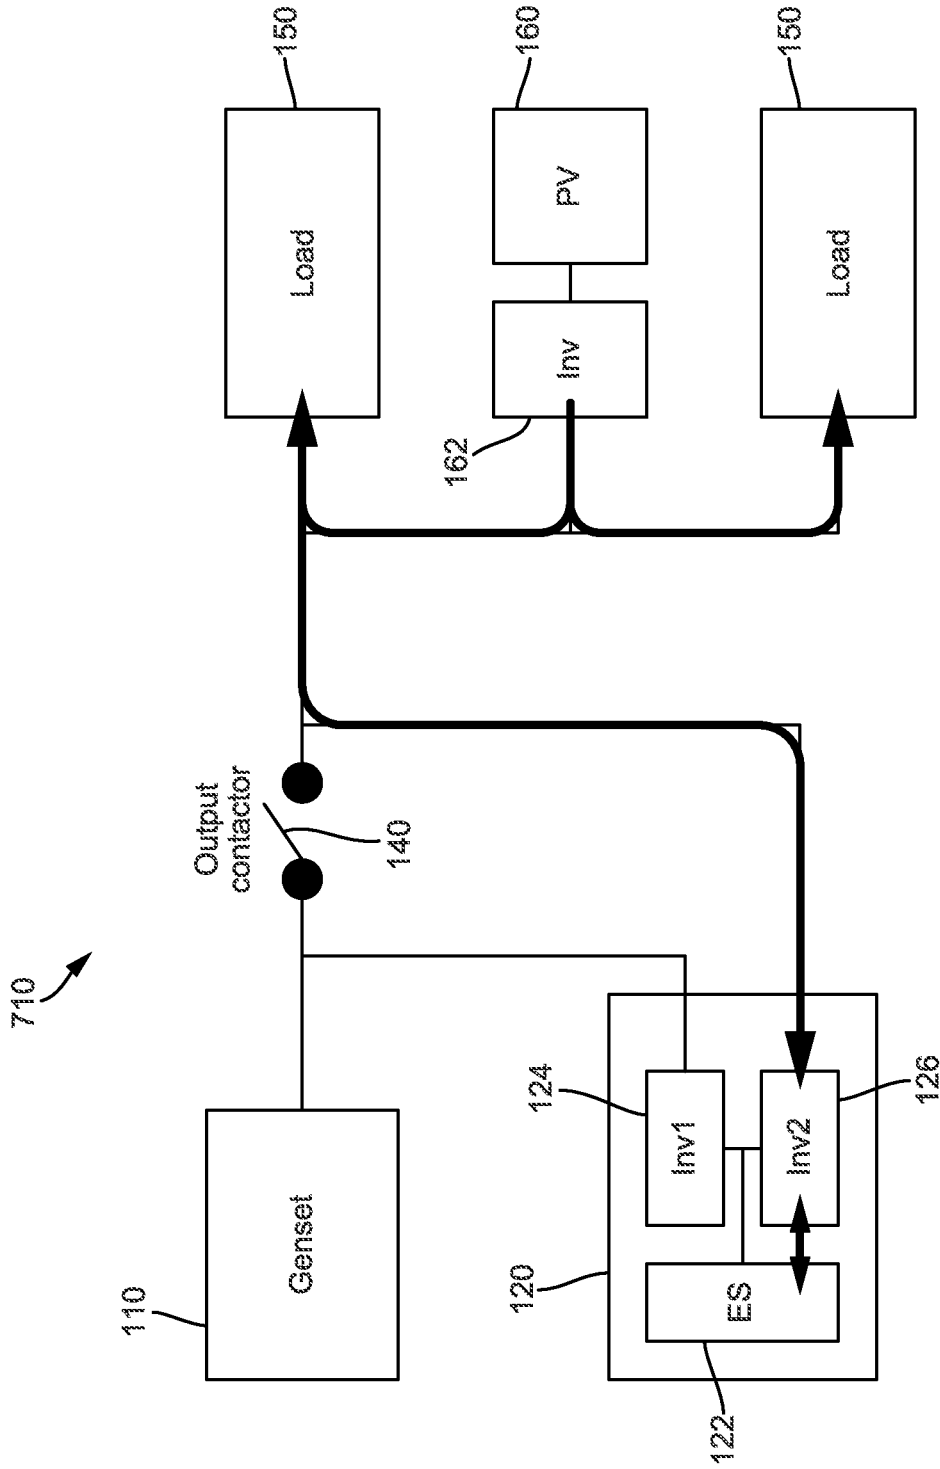 710
110
Output
contactor
150
Genset
Load
140
162
120
160
124
Inv
PV
Inv1
122
ES
150
Inv2
Load
126